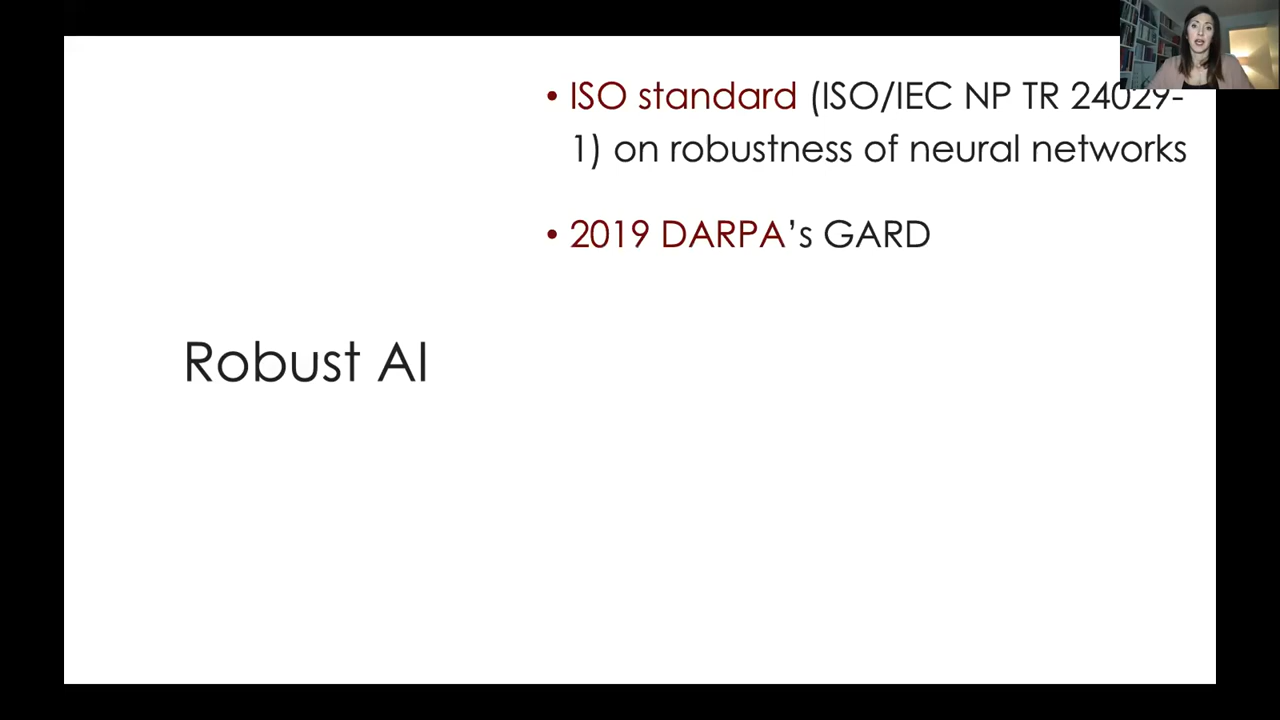 • ISO standard (ISO/IEC NP TR 24029-
1) on robustness of neural networks
• 2019 DARPA’s GARD
Robust AI